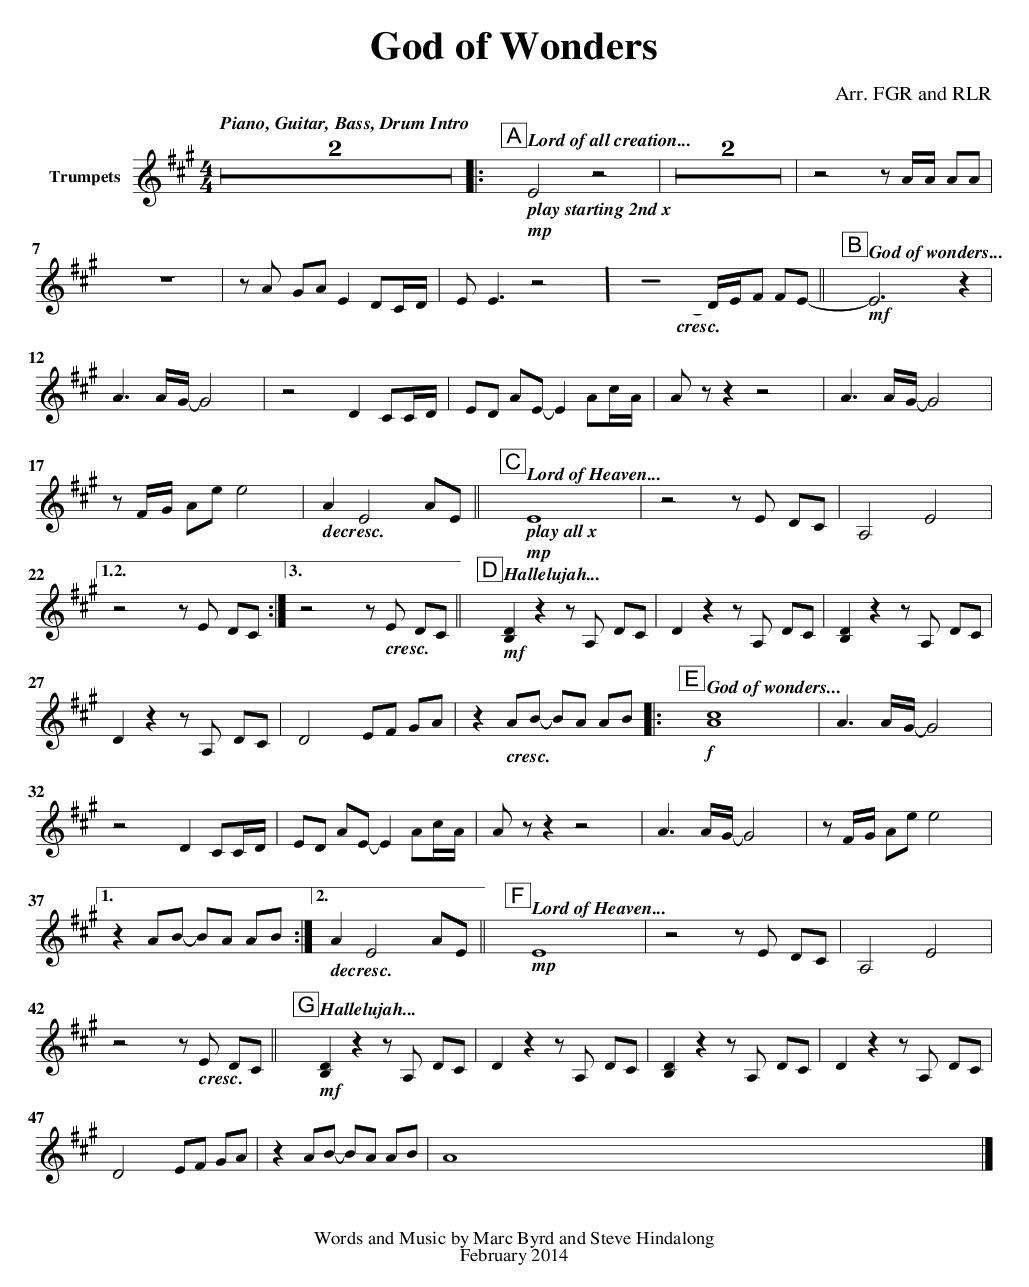 God of Wonders
Arr. FGR and RLR
Piano, Guitar, Bass, Drum Intro
A Lord of all creation...
2 2
Trumpets
4
4
play starting 2nd x
mp
7
B God of wonders...
cresc.
mf
12
17
C Lord of Heaven...
decresc.
play all x
mp
22
1.2.
3.
D Hallelujah...
cresc.
mf
27
E God of wonders...
cresc.
f
32
37
1.
2.
F Lord of Heaven...
decresc.
mp
42
G Hallelujah...
cresc.
mf
47
Words and Music by Marc Byrd and Steve Hindalong
February 2014